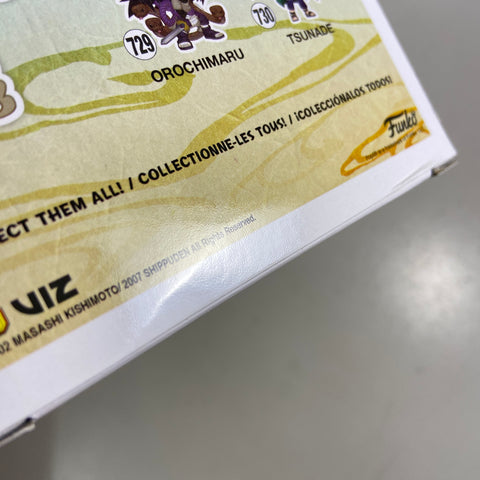 729
730
OROCHIMARU
TSUNADE
ECT THEM ALL! / COLLECTIONNE-LES TOUS! / ¡COLECCIÓNALOS TODOS!
Funko
VIZ
02 MASASHI KISHIMOTO/ 2007 SHIPPUDEN All Rights Reserved.